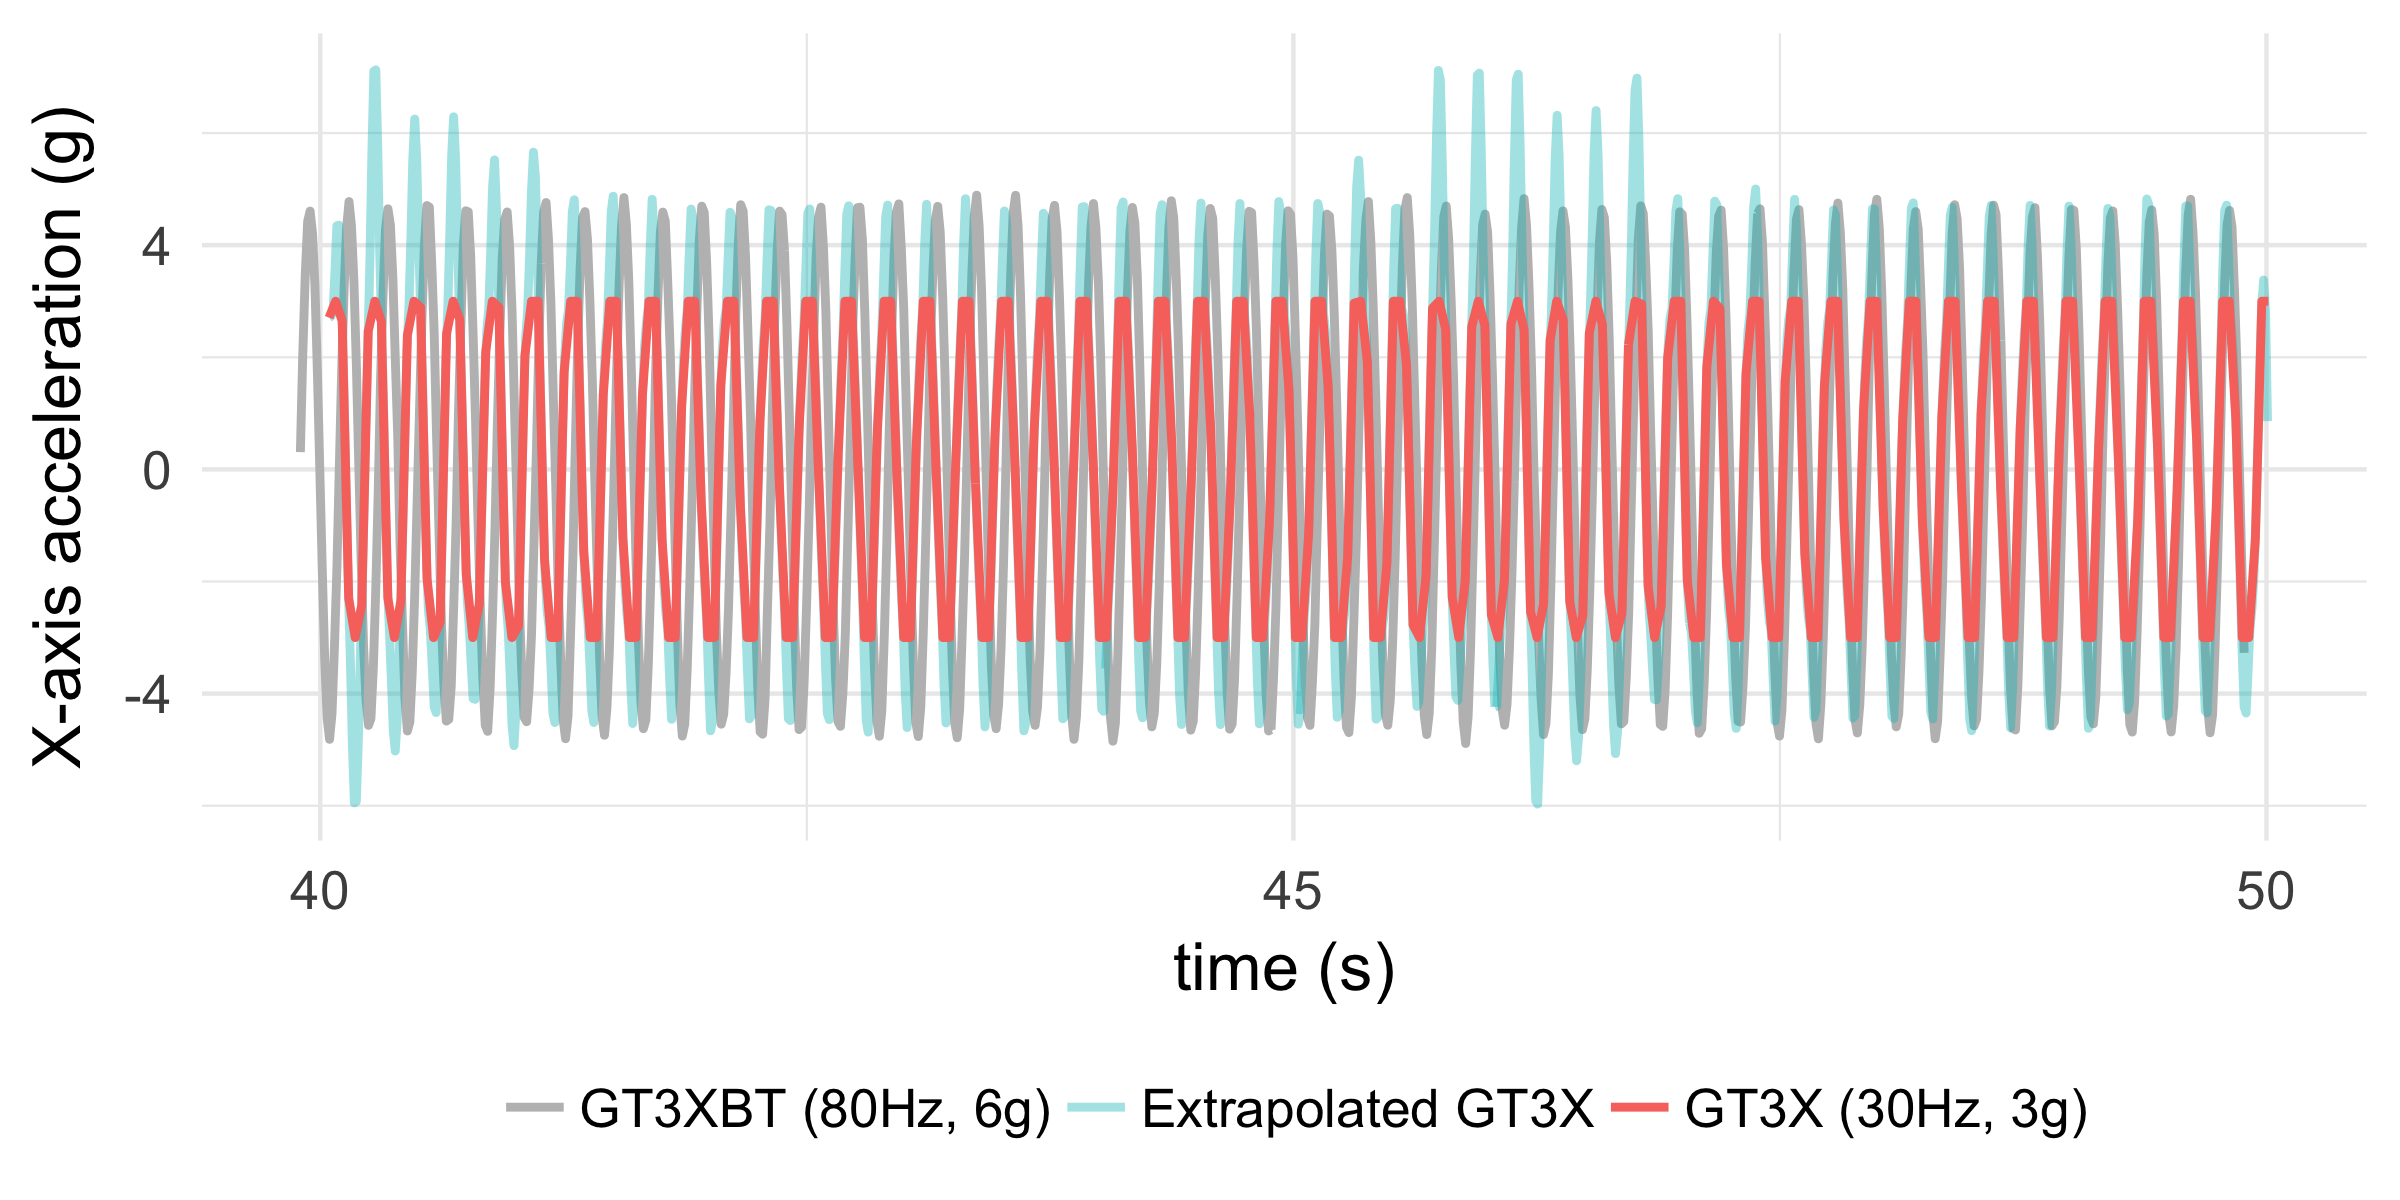 X-axis acceleration (g)
4
0
-4
40 45 50
time (s)
GT3XBT (80Hz, 6g) Extrapolated GT3X GT3X (30Hz, 3g)